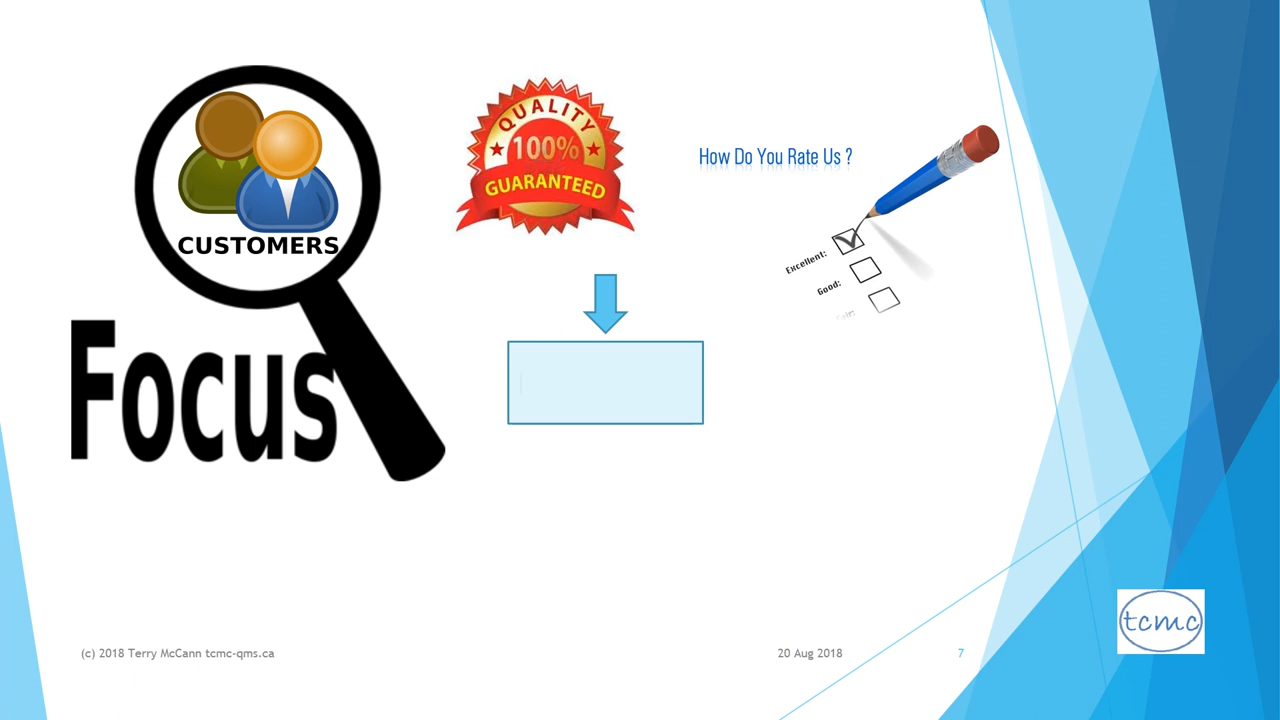 CUSTOMERS
Focus
QUALITY
100%
GUARANTEED
How Do You Rate Us ?
Excellent:
Good:
Fair:
tcmc
(c) 2018 Terry McCann tcmc-qms.ca
20 Aug 2018
7